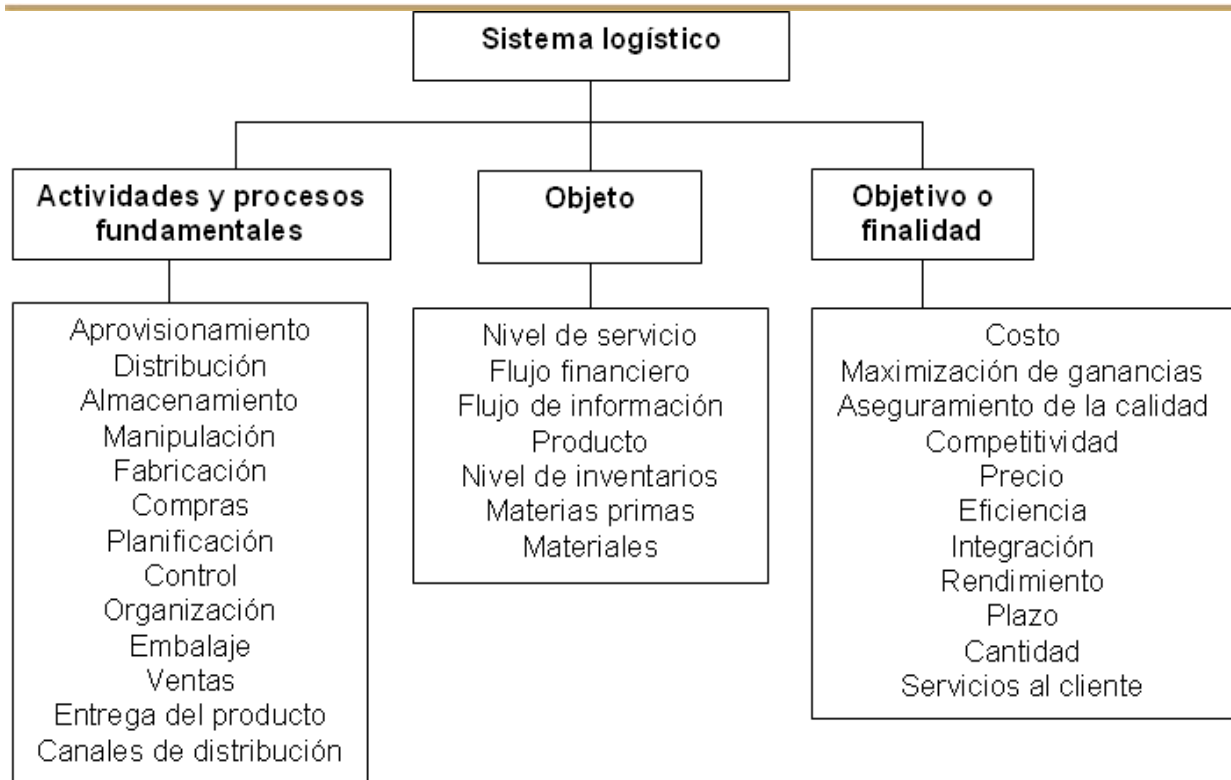 Sistema logístico
Actividades y procesos
fundamentales
Aprovisionamiento
Distribución
Almacenamiento
Manipulación
Fabricación
Compras
Planificación
Control
Organización
Embalaje
Ventas
Entrega del producto
Canales de distribución
Objeto
Nivel de servicio
Flujo financiero
Flujo de información
Producto
Nivel de inventarios
Materias primas
Materiales
Objetivo o
finalidad
Costo
Maximización de ganancias
Aseguramiento de la calidad
Competitividad
Precio
Eficiencia
Integración
Rendimiento
Plazo
Cantidad
Servicios al cliente